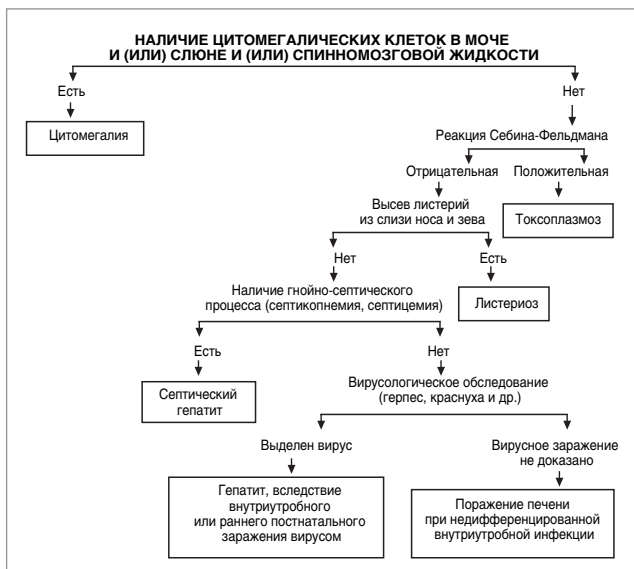 НАЛИЧИЕ ЦИТОМЕГАЛИЧЕСКИХ КЛЕТОК В МОЧЕ
И (ИЛИ) СЛЮНЕ И (ИЛИ) СПИННОМОЗГОВОЙ ЖИДКОСТИ
Есть
Нет
Цитомегалия
Реакция Себина-Фельдмана
Отрицательная
Положительная
Высев листерий
из слизи носа и зева
Токсоплазмоз
Нет
Есть
Наличие гнойно-септического
процесса (септикопнемия, септицемия)
Листериоз
Есть
Нет
Септический
гепатит
Вирусологическое обследование
(герпес, краснуха и др.)
Выделен вирус
Вирусное заражение
не доказано
Гепатит, вследствие
внутриутробного
или раннего постнатального
заражения вирусом
Поражение печени
при недифференцированной
внутриутробной инфекции